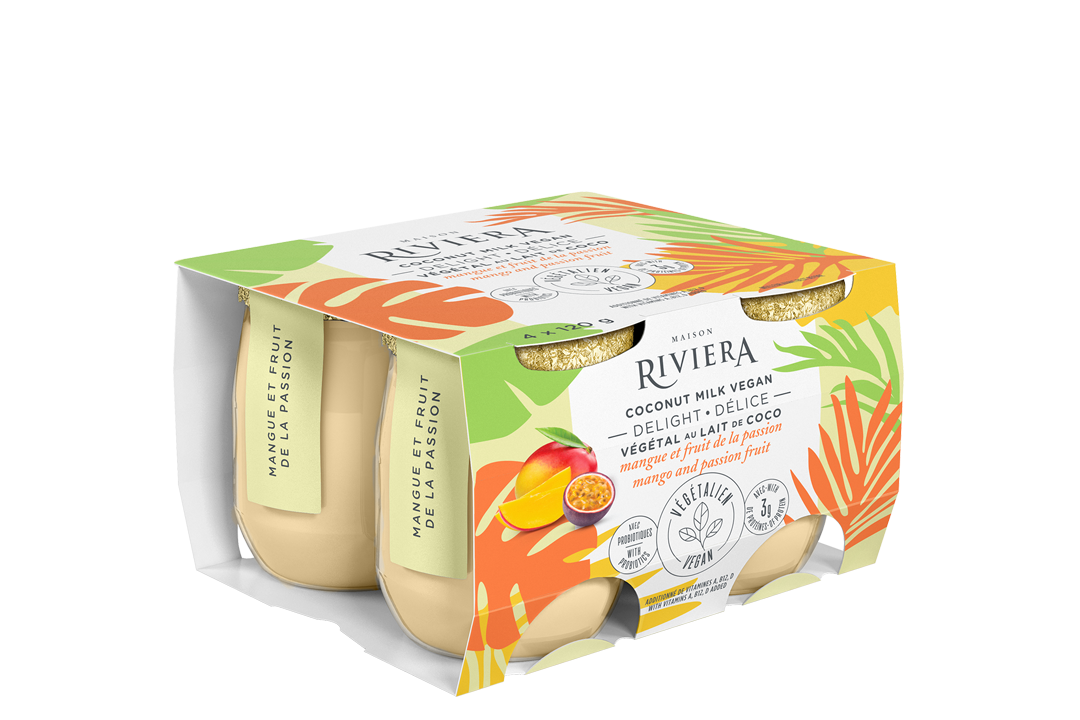 MAISON
RIVIERA
COCONUT MILK VEGAN
DELIGHT • DÉLICE
VÉGÉTAL AU LAIT DE COCO
mangue et fruit de la passion
mango and passion fruit
VÉGÉTALIEN
VEGAN
4 x 120 g
MANGUE ET FRUIT
DE LA PASSION
MANGUE ET FRUIT
DE LA PASSION
MAISON
RIVIERA
COCONUT MILK VEGAN
DELIGHT • DÉLICE
VÉGÉTAL AU LAIT DE COCO
mangue et fruit de la passion
mango and passion fruit
AVEC
PROBIOTIQUES
WITH
PROBIOTICS
VÉGÉTALIEN
VEGAN
AVEC-WITH
3g
DE PROTÉINES-OF PROTEIN
ADDITIONNÉ DE VITAMINES A, B12, D
WITH VITAMINS A, B12, D ADDED